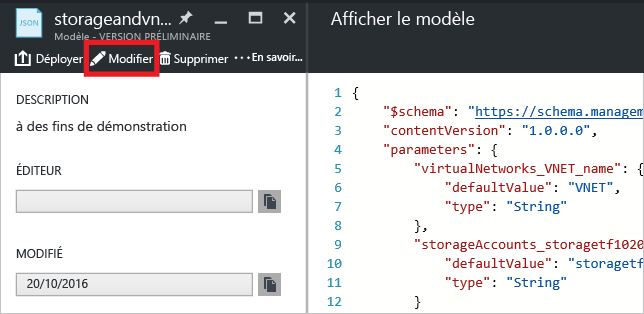 JSON
storageandvn...
Modèle - VERSION PRÉLIMINAIRE
Déployer Modifier Supprimer ···En savoir...
DESCRIPTION
à des fins de démonstration
ÉDITEUR
MODIFIÉ
20/10/2016
Afficher le modèle
1 {
2 "$schema": "https://schema.managem
3 "contentVersion": "1.0.0.0",
4 "parameters": {
5 "virtualNetworks_VNET_name": {
6 "defaultValue": "VNET",
7 "type": "String"
8 },
9 "storageAccounts_storagetf1020
10 "defaultValue": "storagetf
11 "type": "String"
12 }